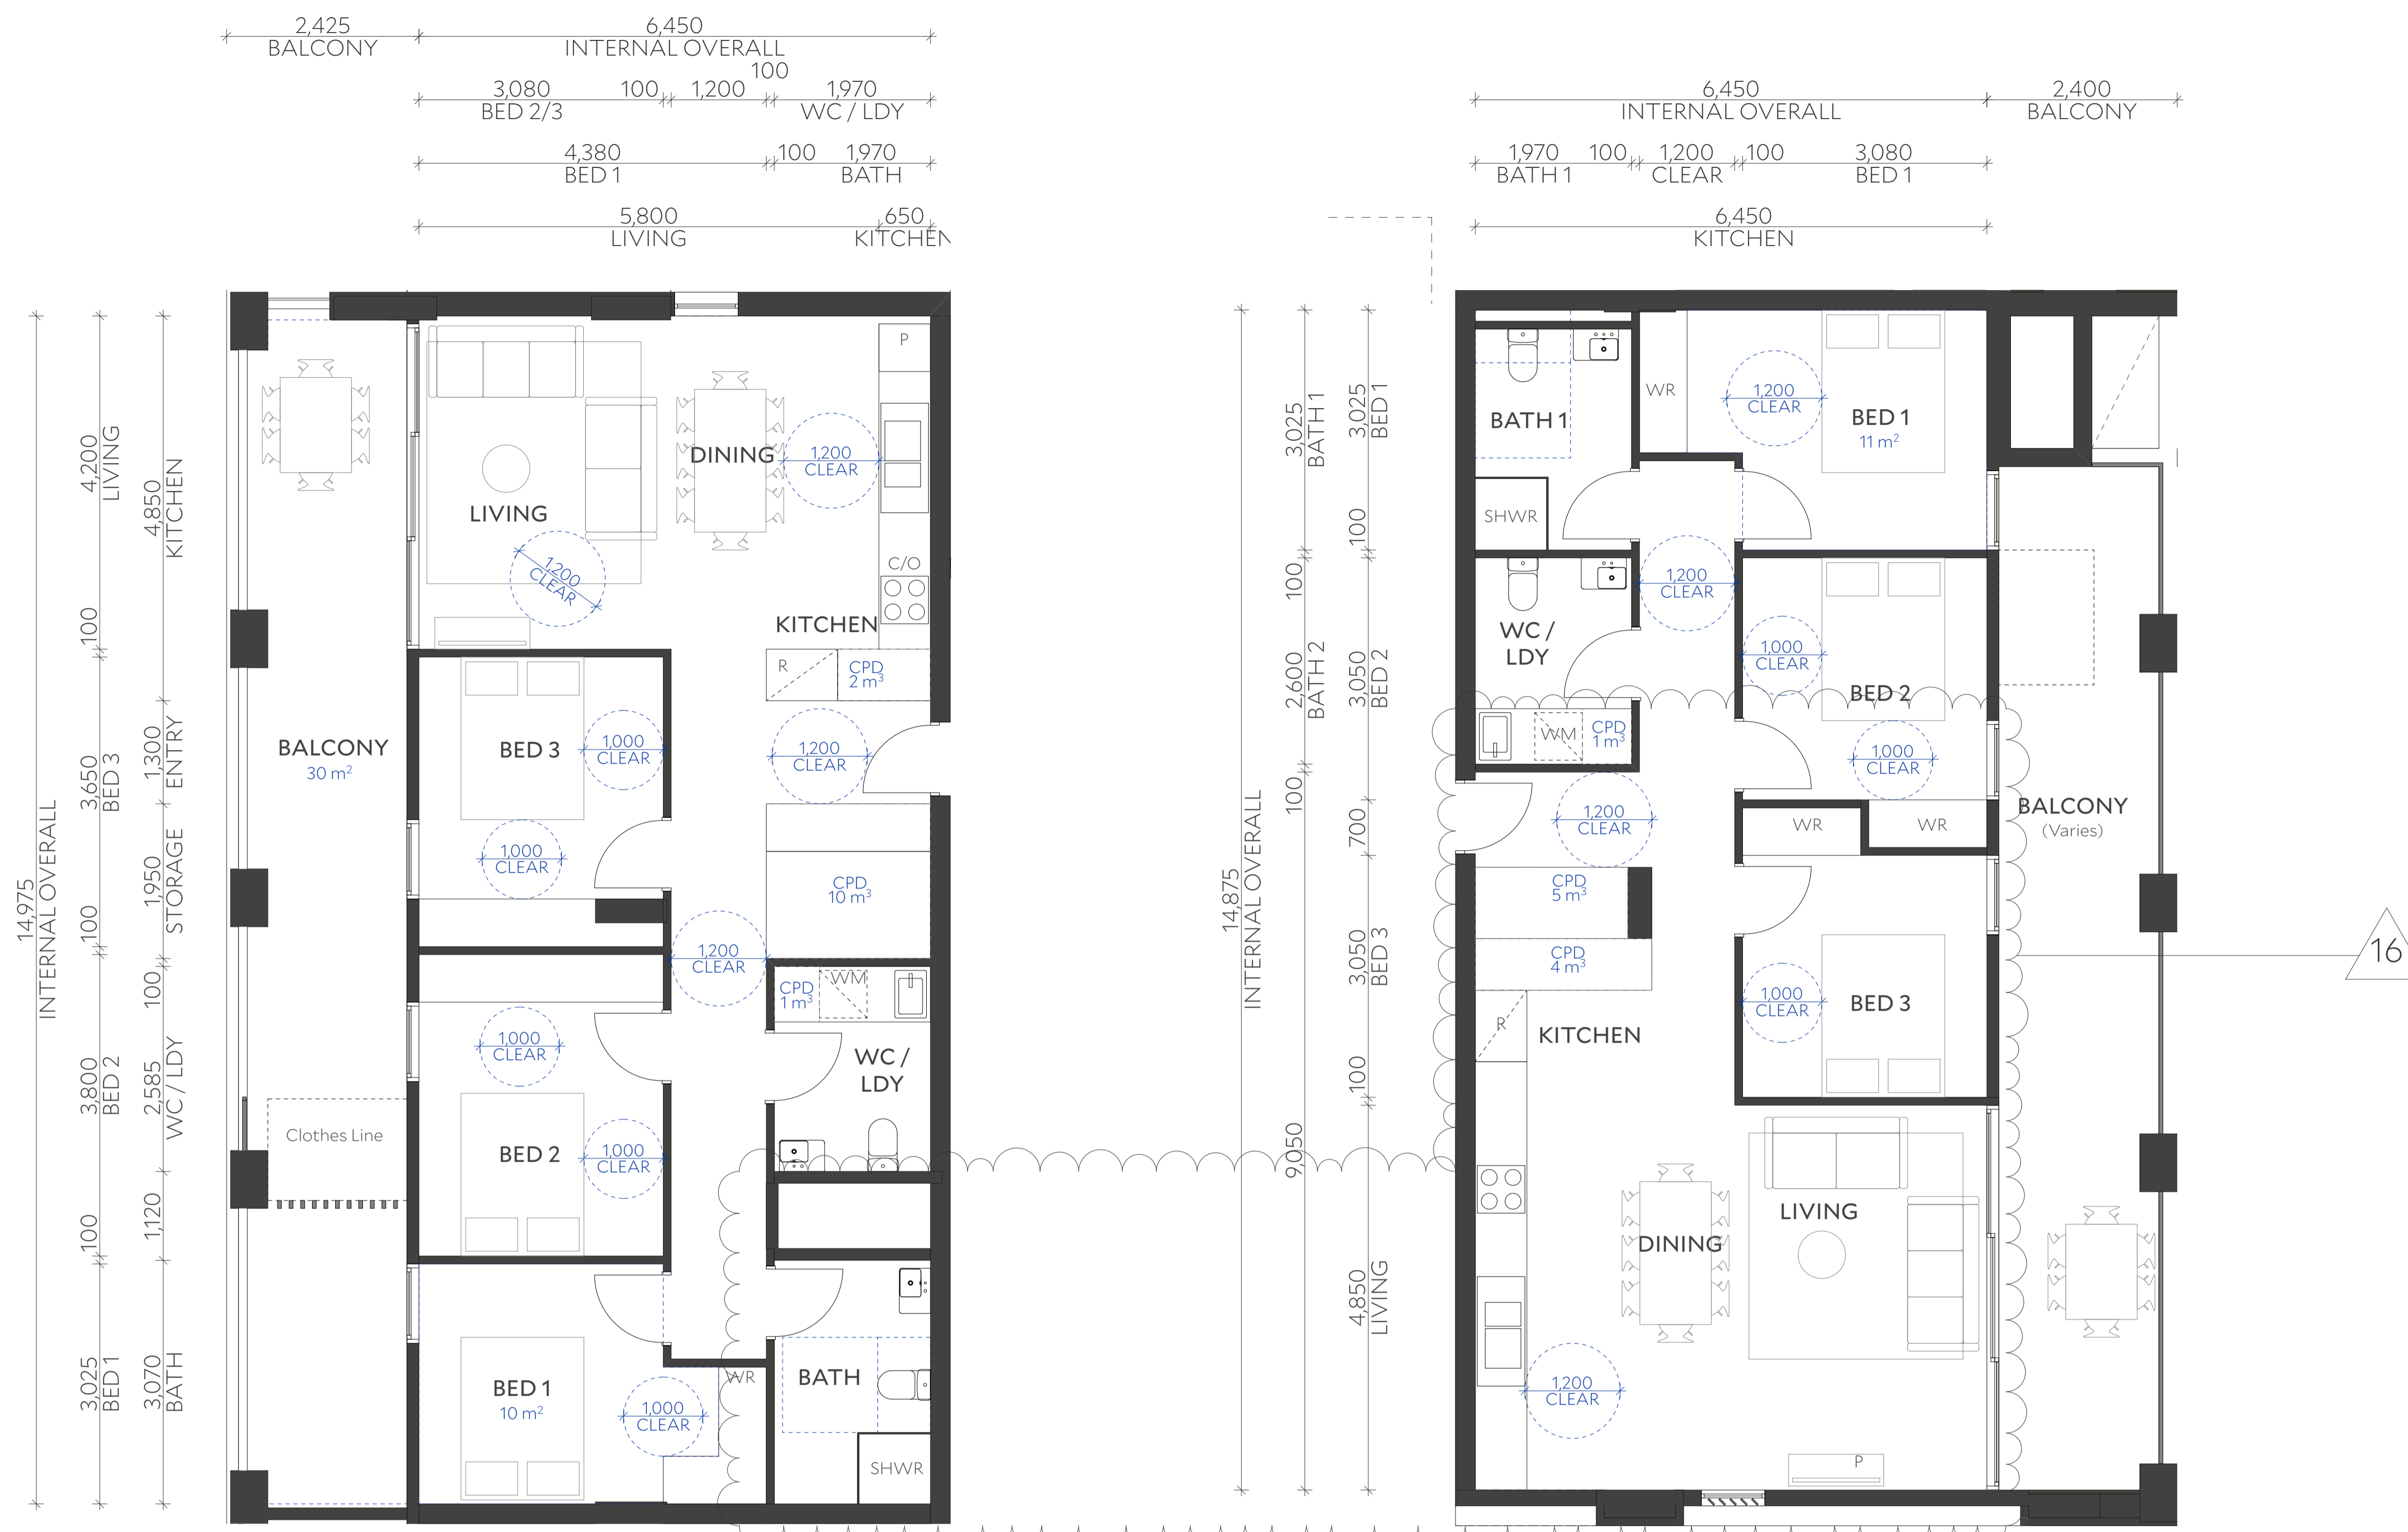 2,425
BALCONY
6,450
INTERNAL OVERALL
100
3,080
BED 2/3
100
1,200
1,970
WC / LDY
4,380
BED 1
100
1,970
BATH
5,800
LIVING
650
KITCHEN
14,975
INTERNAL OVERALL
4,200
LIVING
100
3,650
BED 3
100
3,800
BED 2
100
3,025
BED 1
4,850
KITCHEN
1,300
ENTRY
1,950
STORAGE
100
2,585
WC / LDY
1,120
3,070
BATH
P
DINING
1,200
CLEAR
LIVING
1,200
CLEAR
C/O
KITCHEN
R
CPD
2 m³
BALCONY
30 m²
BED 3
1,000
CLEAR
1,200
CLEAR
1,000
CLEAR
CPD
10 m³
1,200
CLEAR
CPD
1 m³
WM
1,000
CLEAR
WC /
LDY
Clothes Line
BED 2
1,000
CLEAR
BED 1
10 m²
1,000
CLEAR
WR
BATH
SHWR
6,450
INTERNAL OVERALL
2,400
BALCONY
1,970
BATH 1
100
1,200
CLEAR
100
3,080
BED 1
6,450
KITCHEN
14,875
INTERNAL OVERALL
3,025
BATH 1
100
2,600
BATH 2
100
9,050
3,025
BED 1
100
3,050
BED 2
700
3,050
BED 3
100
4,850
LIVING
BATH 1
WR
1,200
CLEAR
BED 1
11 m²
SHWR
1,200
CLEAR
WC /
LDY
1,000
CLEAR
BED 2
WM
CPD
1 m³
1,000
CLEAR
1,200
CLEAR
WR
WR
BALCONY
(Varies)
CPD
5 m³
CPD
4 m³
16
R
KITCHEN
1,000
CLEAR
BED 3
LIVING
DINING
1,200
CLEAR
P